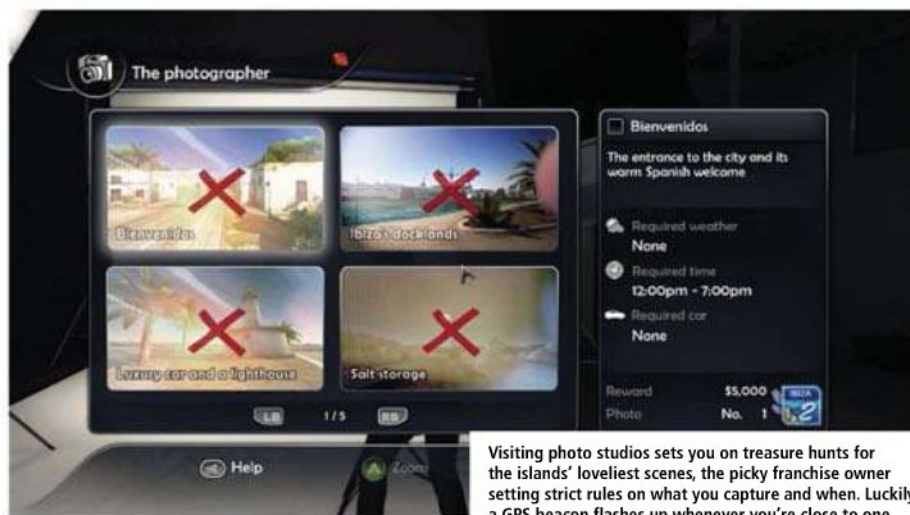 The photographer
Bienvenidos
Ibiza's docklands
Luxury car and a lighthouse
Salt storage
LB 1/5 RB
Help
Zoom
Bienvenidos
The entrance to the city and its
warm Spanish welcome
Required weather
None
Required time
12:00pm - 7:00pm
Required car
None
Reward $5,000
Photo No. 1
IBIZA
2
Visiting photo studios sets you on treasure hunts for
the islands' loveliest scenes, the picky franchise owner
setting strict rules on what you capture and when. Luckily
a GPS beacon flashes up whenever you're close to one